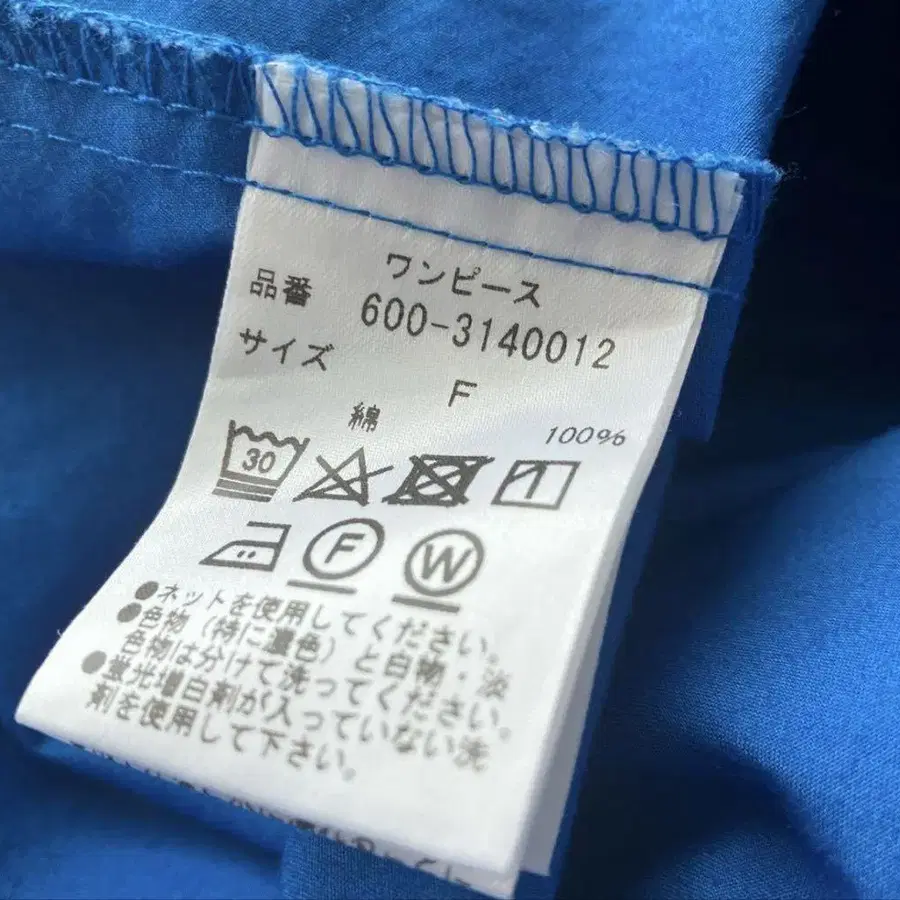 ワンピース
品番 600-3140012
サイズ F
綿 100%
30
F W
●ネットを使用してください。
●色物(特に濃色)と白物・淡
色物は分けて洗ってください。
●蛍光増白剤が入っていない洗
剤を使用して下さい。